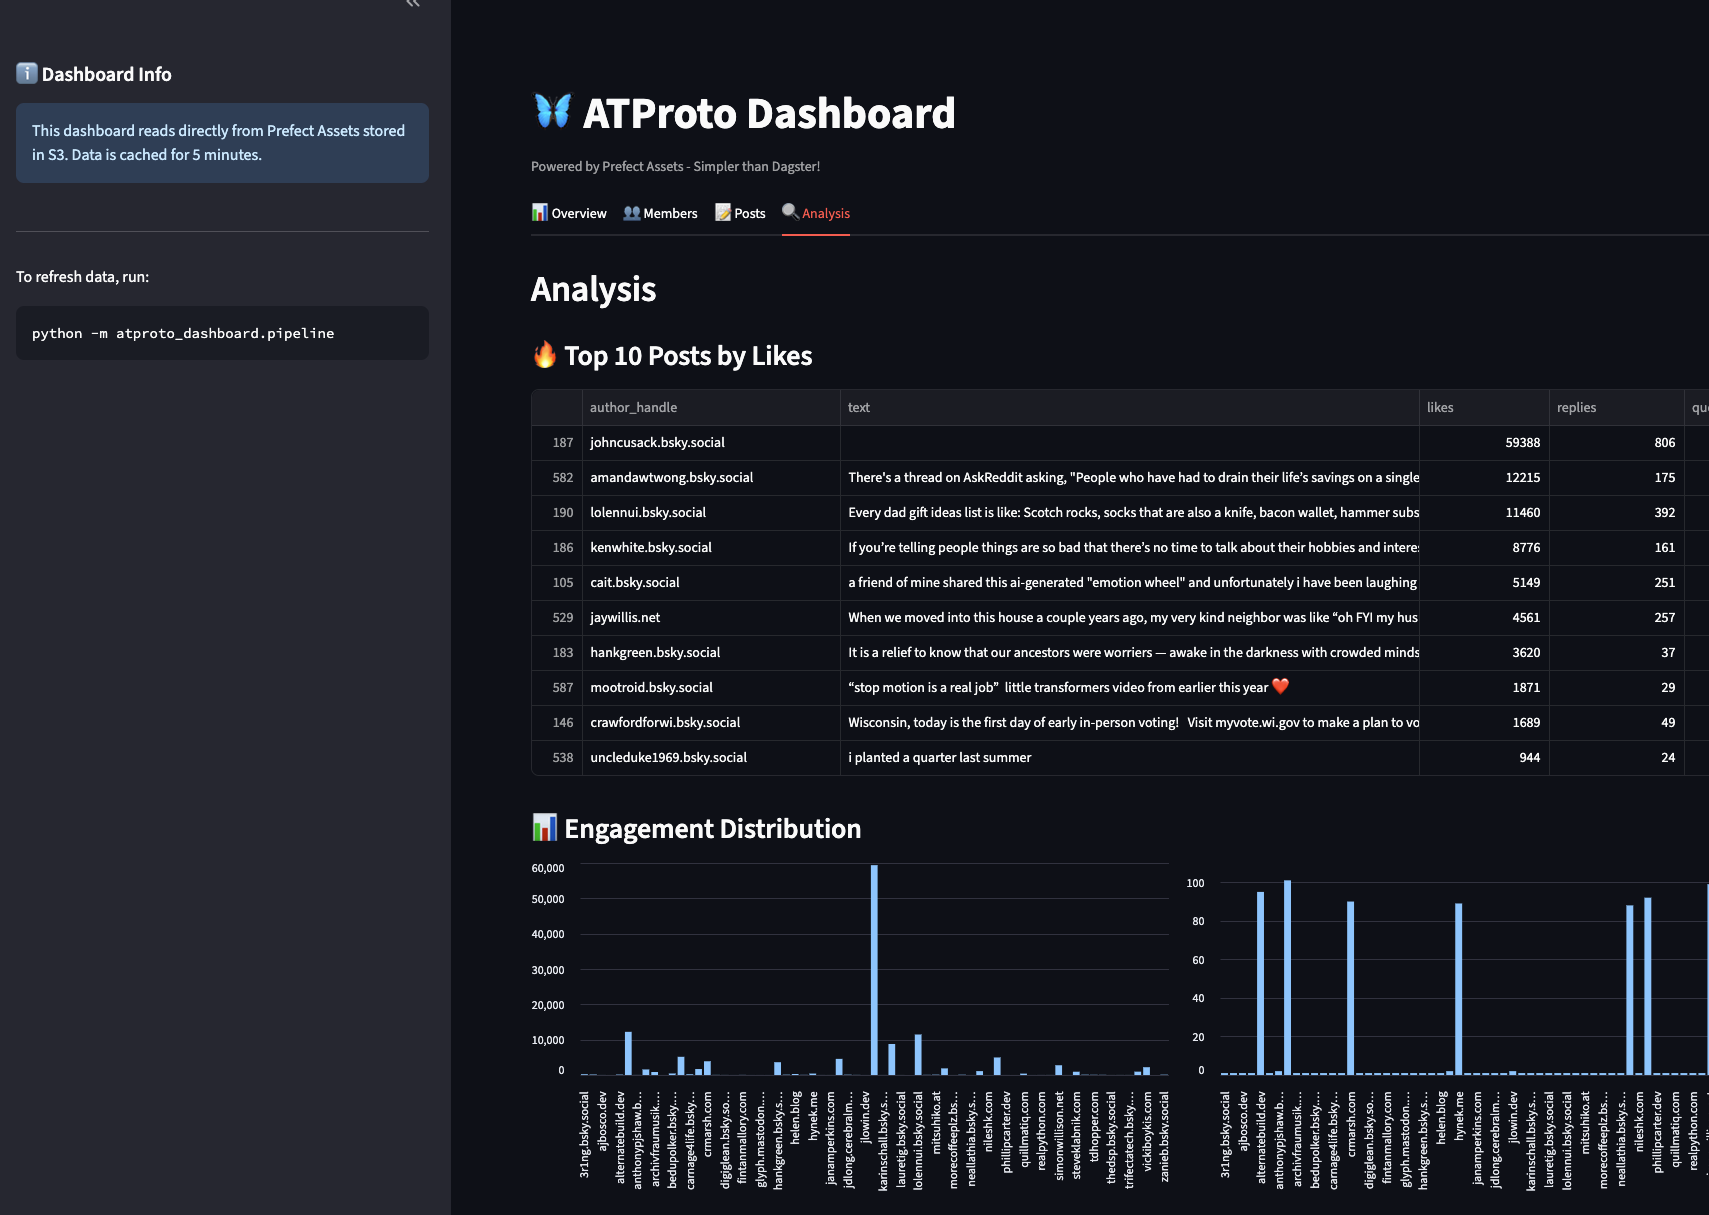 Dashboard Info
This dashboard reads directly from Prefect Assets stored
in S3. Data is cached for 5 minutes.
To refresh data, run:
python -m atproto_dashboard.pipeline
ATProto Dashboard
Powered by Prefect Assets - Simpler than Dagster!
Overview Members Posts Analysis
Analysis
Top 10 Posts by Likes
author_handle text likes replies qu
187 johncusack.bsky.social 59388 806
582 amandawtwong.bsky.social There's a thread on AskReddit asking, "People who have had to drain their life's savings on a single 12215 175
190 lolennui.bsky.social Every dad gift ideas list is like: Scotch rocks, socks that are also a knife, bacon wallet, hammer subs 11460 392
186 kenwhite.bsky.social If you’re telling people things are so bad that there’s no time to talk about their hobbies and intere 8776 161
105 cait.bsky.social a friend of mine shared this ai-generated "emotion wheel" and unfortunately i have been laughing 5149 251
529 jaywillis.net When we moved into this house a couple years ago, my very kind neighbor was like “oh FYI my hus 4561 257
183 hankgreen.bsky.social It is a relief to know that our ancestors were worriers — awake in the darkness with crowded minds 3620 37
587 mootroid.bsky.social “stop motion is a real job” little transformers video from earlier this year ❤️ 1871 29
146 crawfordforwi.bsky.social Wisconsin, today is the first day of early in-person voting! Visit myvote.wi.gov to make a plan to vo 1689 49
538 uncleduke1969.bsky.social i planted a quarter last summer 944 24
Engagement Distribution
60,000
50,000
40,000
30,000
20,000
10,000
0
3r1ng.bsky.social
ajbosco.dev
alternatebuild.dev
anthonypjshaw.b...
archivfraumusik....
bedupolker.bsky....
carnage4life.bsky...
crmarsh.com
digiglean.bsky.so...
fintanmallory.com
glyph.mastodon....
hankgreen.bsky.s...
helen.blog
hynek.me
janamperkins.com
jdlong.cerebralm...
jlowin.dev
karinschall.bsky.s...
lauretig.bsky.social
lolennui.bsky.social
mitsuhiko.at
morecoffeeplz.bs...
neallathia.bsky.s...
nileshk.com
phillipcarter.dev
quillmatiq.com
realpython.com
simonwillison.net
steveklabnik.com
tdhopper.com
thedsp.bsky.social
trifectatech.bsky....
vickiboykis.com
zanieb.bsky.social
100
80
60
40
20
0
3r1ng.bsky.social
ajbosco.dev
alternatebuild.dev
anthonypjshaw.b...
archivfraumusik....
bedupolker.bsky....
carnage4life.bsky...
crmarsh.com
digiglean.bsky.so...
fintanmallory.com
glyph.mastodon....
hankgreen.bsky.s...
helen.blog
hynek.me
janamperkins.com
jdlong.cerebralm...
jlowin.dev
karinschall.bsky.s...
lauretig.bsky.social
lolennui.bsky.social
mitsuhiko.at
morecoffeeplz.bs...
neallathia.bsky.s...
nileshk.com
phillipcarter.dev
quillmatiq.com
realpython.com